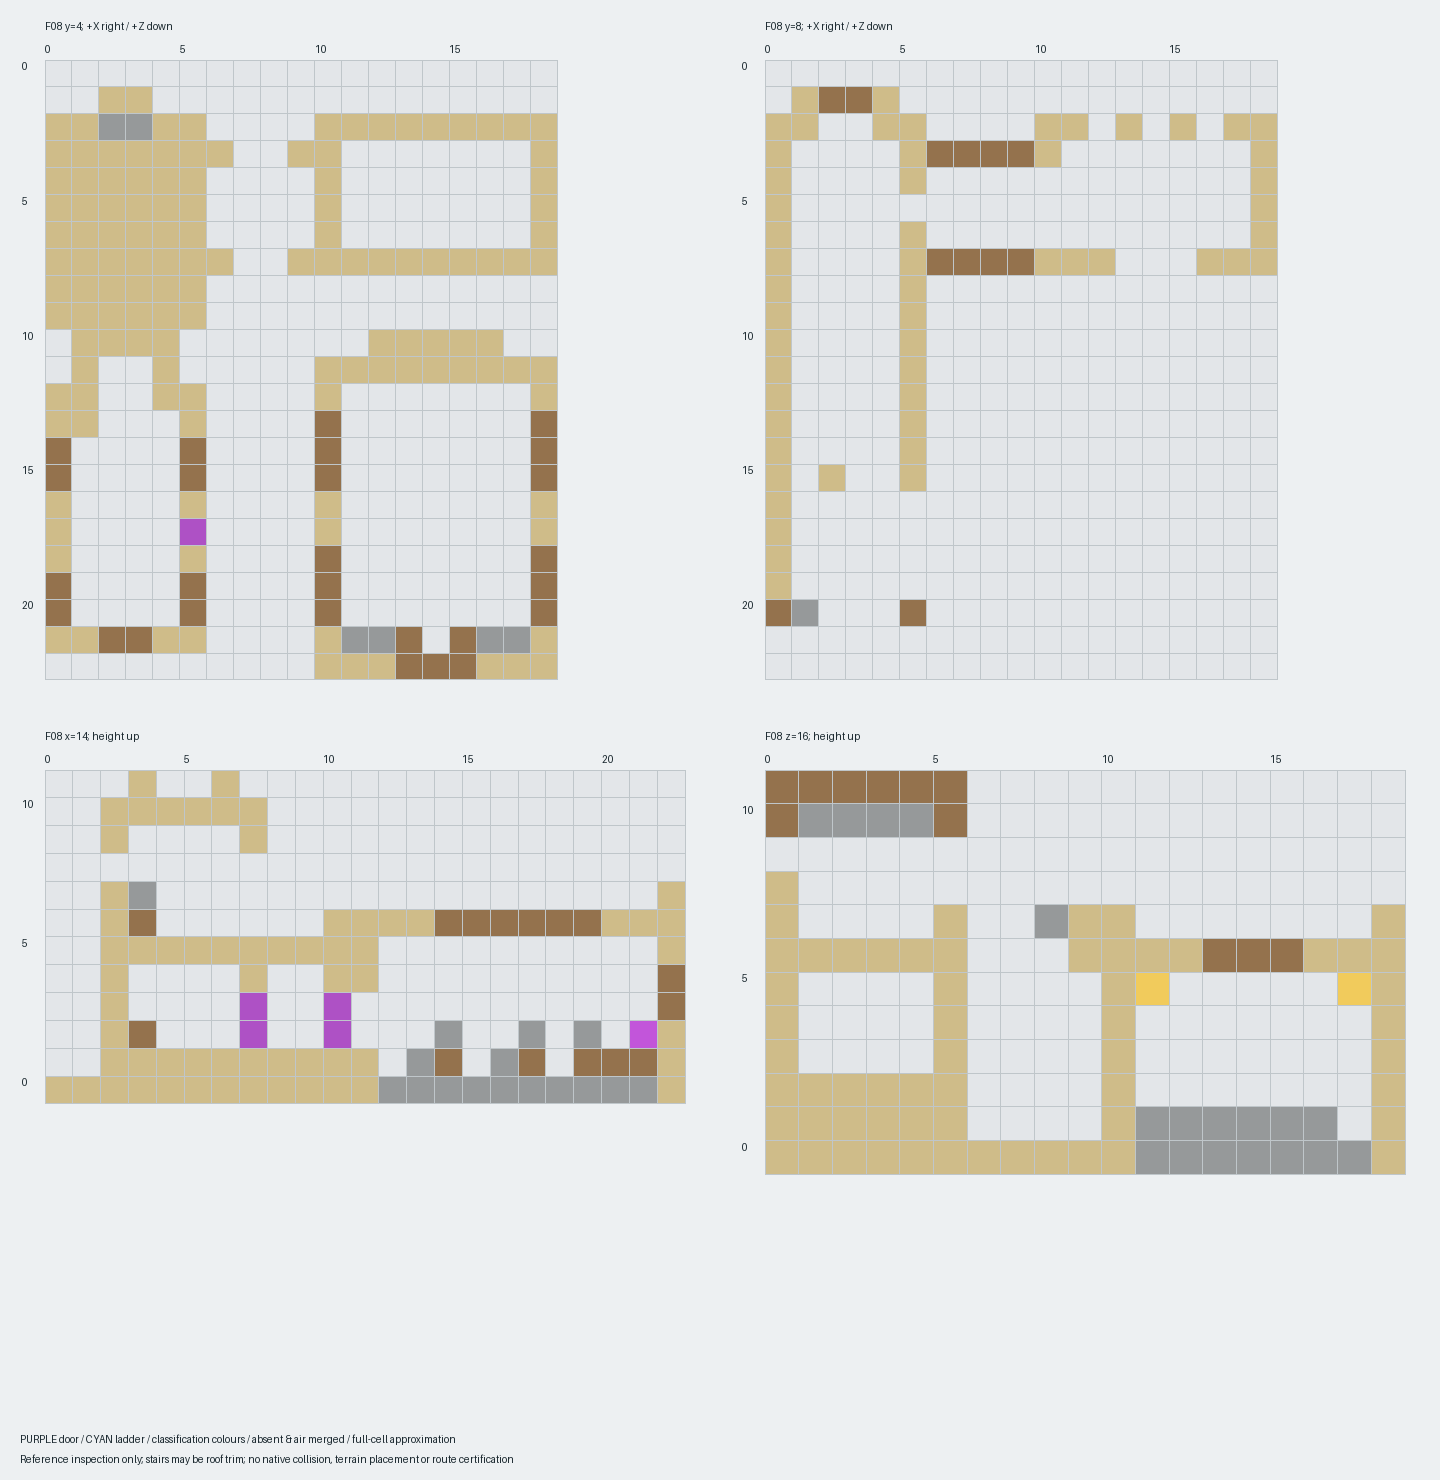 F08 y=4; +X right / +Z down
0 5 10 15
0
5
10
15
20
F08 y=8; +X right / +Z down
0 5 10 15
0
5
10
15
20
F08 x=14; height up
0 5 10 15 20
10
5
0
F08 z=16; height up
0 5 10 15
10
5
0
PURPLE door / CYAN ladder / classification colours / absent & air merged / full-cell approximation
Reference inspection only; stairs may be roof trim; no native collision, terrain placement or route certification